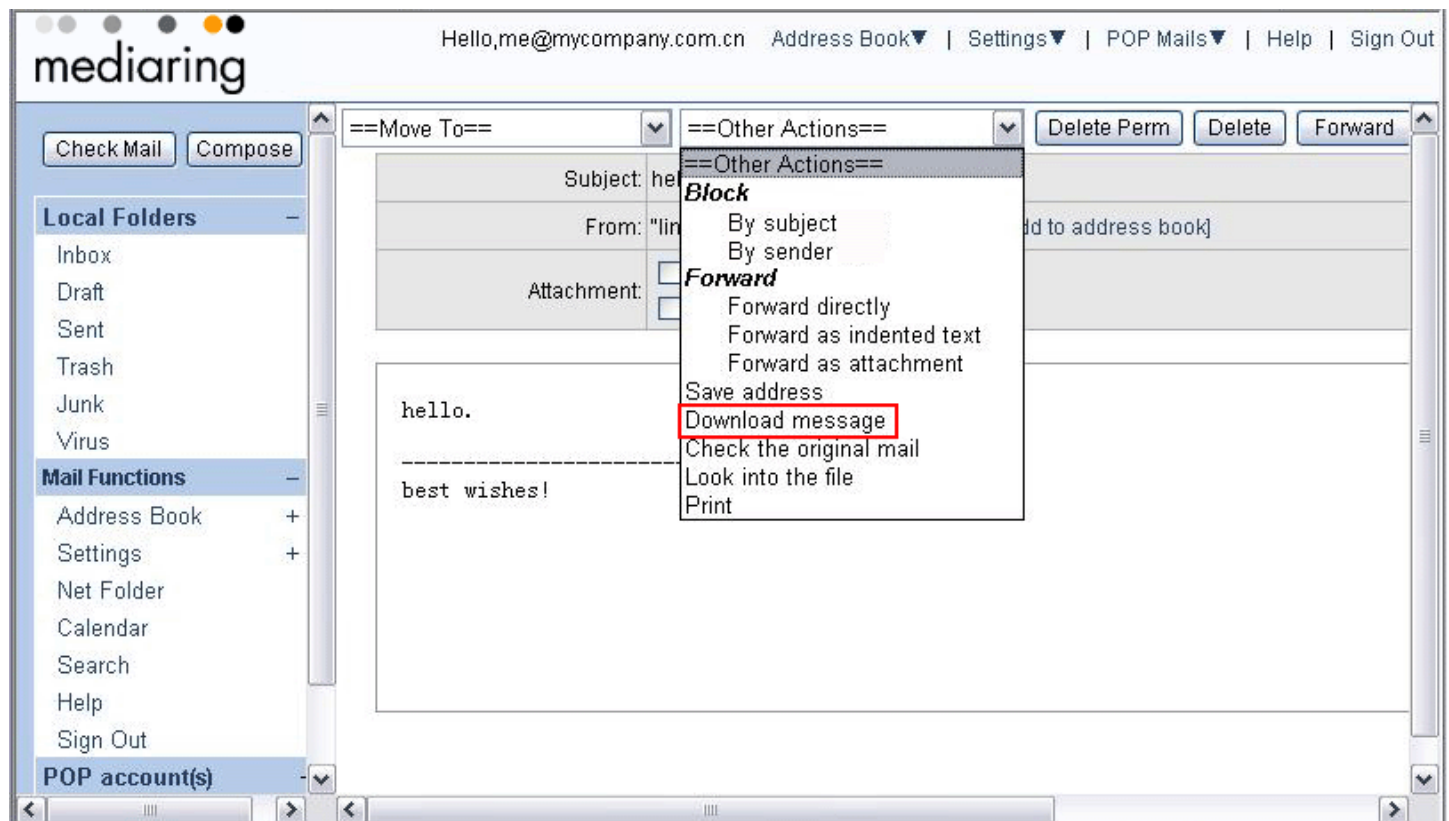 mediaring
Hello,me@mycompany.com.cn Address Book▼ | Settings▼ | POP Mails▼ | Help | Sign Out
Check Mail Compose
Local Folders −
Inbox
Draft
Sent
Trash
Junk
Virus
Mail Functions −
Address Book +
Settings +
Net Folder
Calendar
Search
Help
Sign Out
POP account(s) -
==Move To== ==Other Actions== Delete Perm Delete Forward
==Other Actions==
Block
By subject
By sender
Forward
Forward directly
Forward as indented text
Forward as attachment
Save address
Download message
Check the original mail
Look into the file
Print
Subject:
From: to address book]
Attachment:
hello.
-----------------------
best wishes!